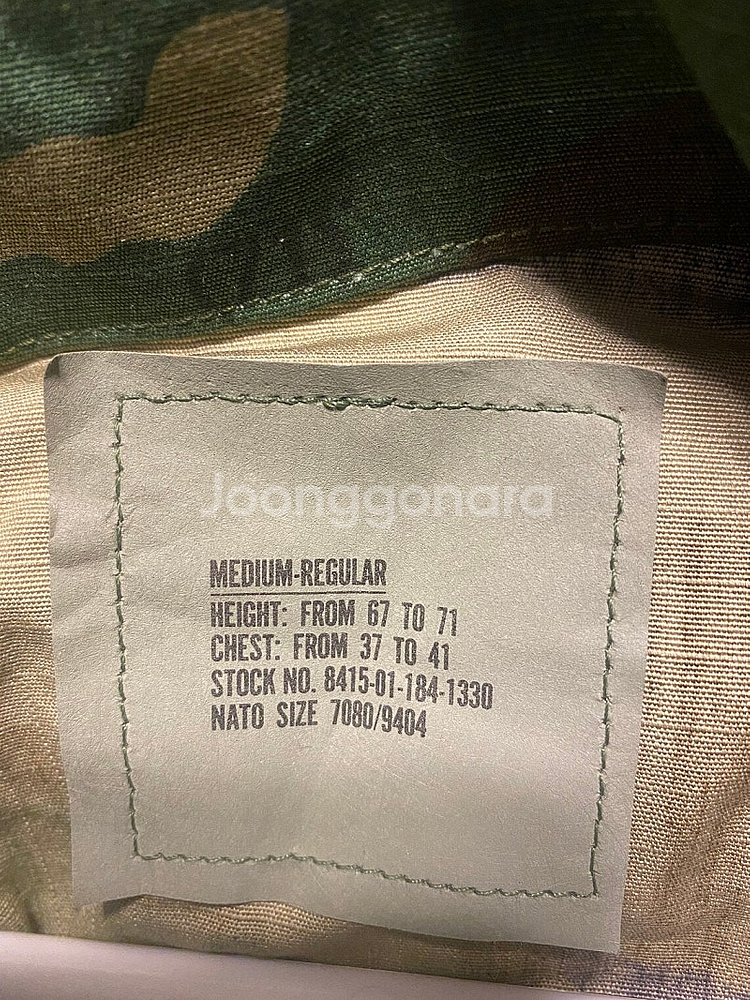 Joonggonara
MEDIUM-REGULAR
HEIGHT: FROM 67 TO 71
CHEST: FROM 37 TO 41
STOCK NO. 8415-01-184-1330
NATO SIZE 7080/9404